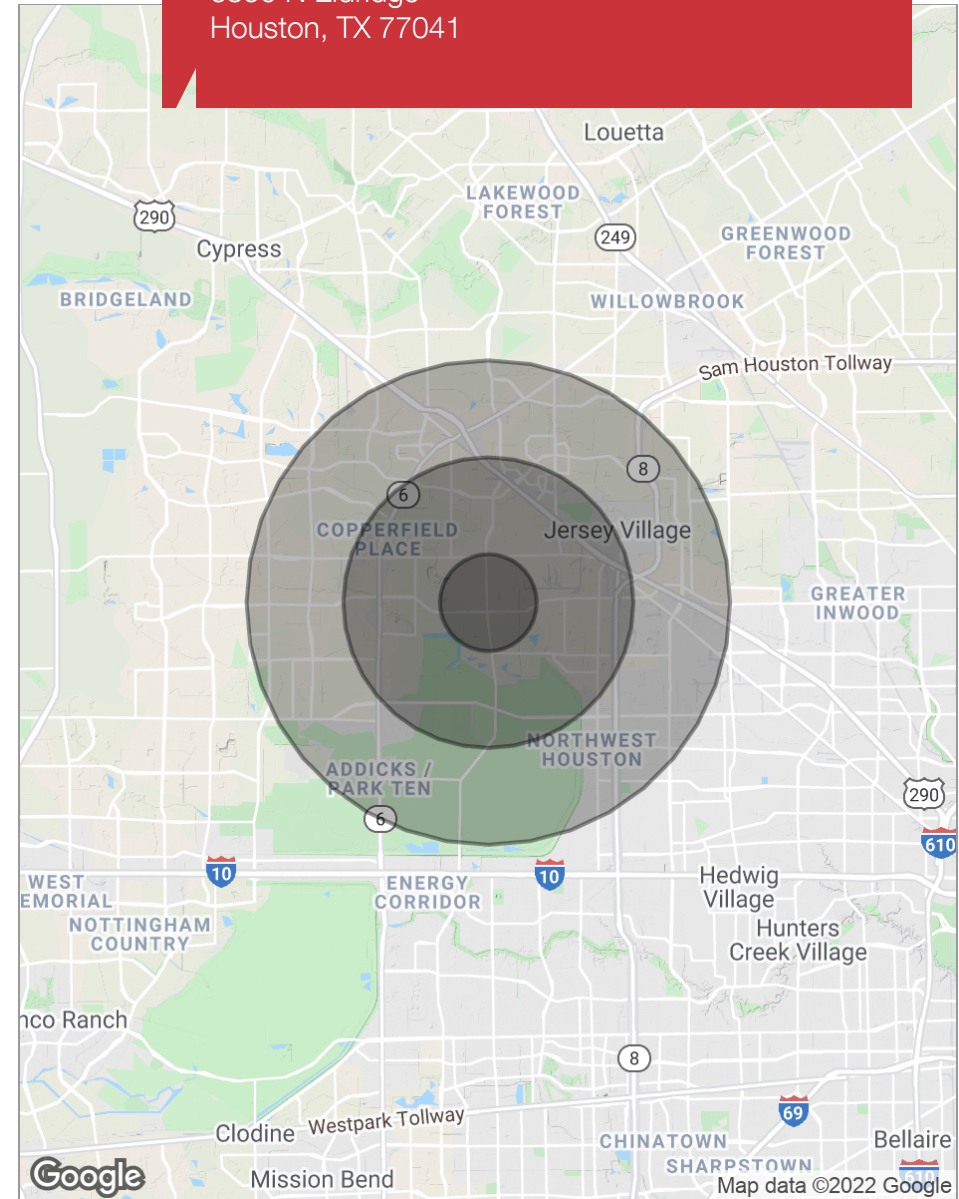 Houston, TX 77041
Louetta
LAKEWOOD
FOREST
290
249
GREENWOOD
FOREST
Cypress
BRIDGELAND
WILLOWBROOK
Sam Houston Tollway
8
6
COPPERFIELD
PLACE
Jersey Village
GREATER
INWOOD
NORTHWEST
HOUSTON
ADDICKS /
PARK TEN
290
6
610
10
10
WEST
EMORIAL
ENERGY
CORRIDOR
Hedwig
Village
NOTTINGHAM
COUNTRY
Hunters
Creek Village
nco Ranch
8
69
Westpark Tollway
Clodine
CHINATOWN
Bellaire
SHARPSTOWN
610
Google
Mission Bend
Map data ©2022 Google